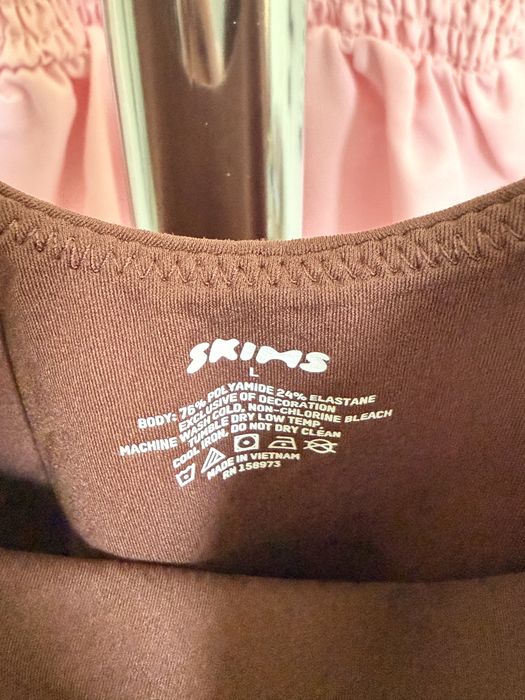 SKIMS
L
BODY: 76% POLYAMIDE 24% ELASTANE
EXCLUSIVE OF DECORATION
MACHINE WASH COLD, NON-CHLORINE BLEACH
TUMBLE DRY LOW TEMP.
COOL IRON, DO NOT DRY CLEAN
MADE IN VIETNAM
RN 158973